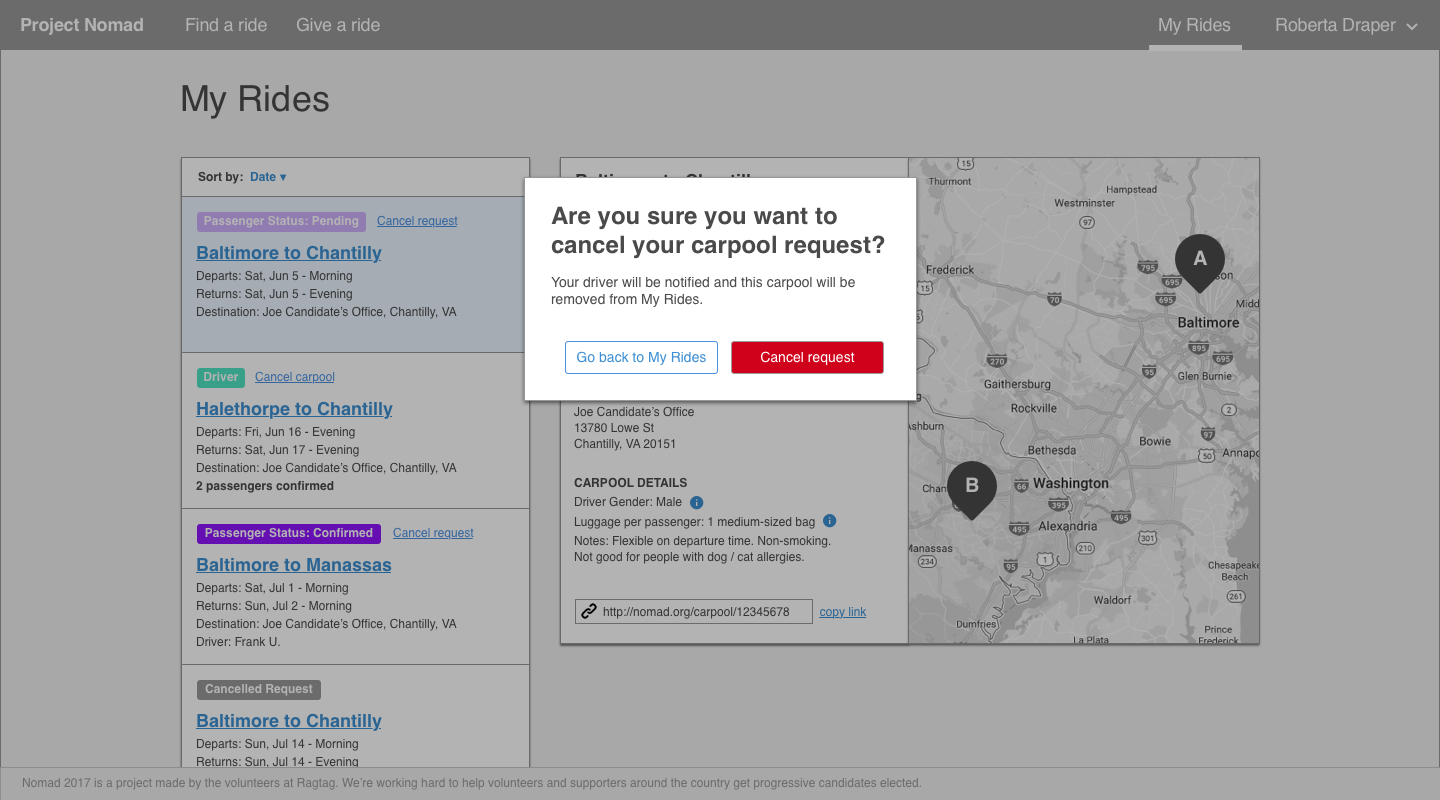 Project Nomad
Find a ride
Give a ride
My Rides
Roberta Draper
My Rides
Sort by: Date ▾
Passenger Status: Pending
Cancel request
Baltimore to Chantilly
Departs: Sat, Jun 5 - Morning
Returns: Sat, Jun 5 - Evening
Destination: Joe Candidate’s Office, Chantilly, VA
Driver
Cancel carpool
Halethorpe to Chantilly
Departs: Fri, Jun 16 - Evening
Returns: Sat, Jun 17 - Evening
Destination: Joe Candidate’s Office, Chantilly, VA
2 passengers confirmed
Passenger Status: Confirmed
Cancel request
Baltimore to Manassas
Departs: Sat, Jul 1 - Morning
Returns: Sun, Jul 2 - Morning
Destination: Joe Candidate’s Office, Chantilly, VA
Driver: Frank U.
Cancelled Request
Baltimore to Chantilly
Departs: Sun, Jul 14 - Morning
Returns: Sun, Jul 14 - Evening
Baltimore to Chantilly
Are you sure you want to
cancel your carpool request?
Your driver will be notified and this carpool will be
removed from My Rides.
Go back to My Rides
Cancel request
Joe Candidate’s Office
13780 Lowe St
Chantilly, VA 20151
CARPOOL DETAILS
Driver Gender: Male
Luggage per passenger: 1 medium-sized bag
Notes: Flexible on departure time. Non-smoking.
Not good for people with dog / cat allergies.
http://nomad.org/carpool/12345678
copy link
15
Thurmont
Hampstead
Westminster
97
A
Frederick
795
695
son
15
70
695
Midd
Baltimore
895
695
270
95
Glen Burnie
Gaithersburg
Rockville
2
Ashburn
97
Bowie
50
Annapo
Bethesda
B
Chan
66
Washington
395
495
495
Alexandria
301
Manassas
210
234
1
95
Chesapeake
Beach
261
Waldorf
Dumfries
Prince
Frederick
La Plata
Nomad 2017 is a project made by the volunteers at Ragtag. We’re working hard to help volunteers and supporters around the country get progressive candidates elected.